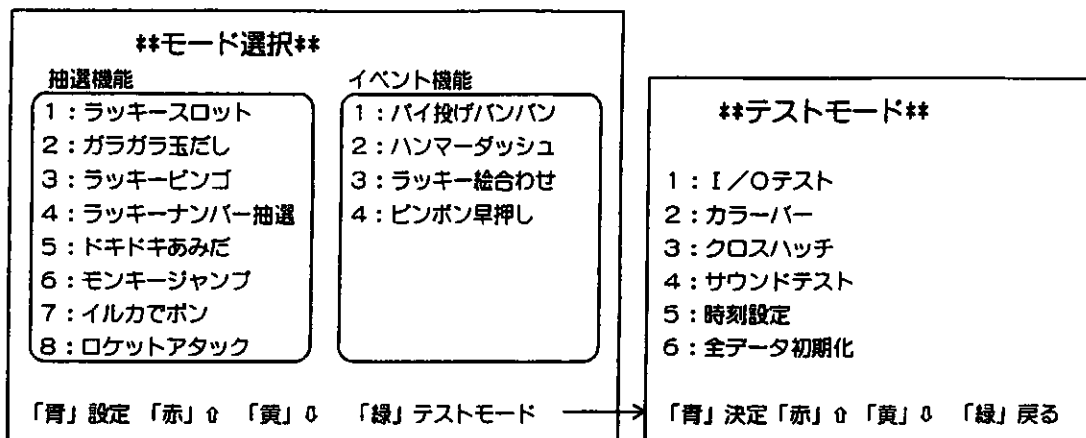 **モード選択**
抽選機能
1：ラッキースロット
2：ガラガラ玉だし
3：ラッキービンゴ
4：ラッキーナンバー抽選
5：ドキドキあみだ
6：モンキージャンプ
7：イルカでポン
8：ロケットアタック
イベント機能
1：パイ投げバンバン
2：ハンマーダッシュ
3：ラッキー絵合わせ
4：ピンポン早押し
「青」設定 「赤」⇧ 「黄」⇩ 「緑」テストモード
**テストモード**
1：I／Oテスト
2：カラーバー
3：クロスハッチ
4：サウンドテスト
5：時刻設定
6：全データ初期化
「青」決定「赤」⇧ 「黄」⇩ 「緑」戻る